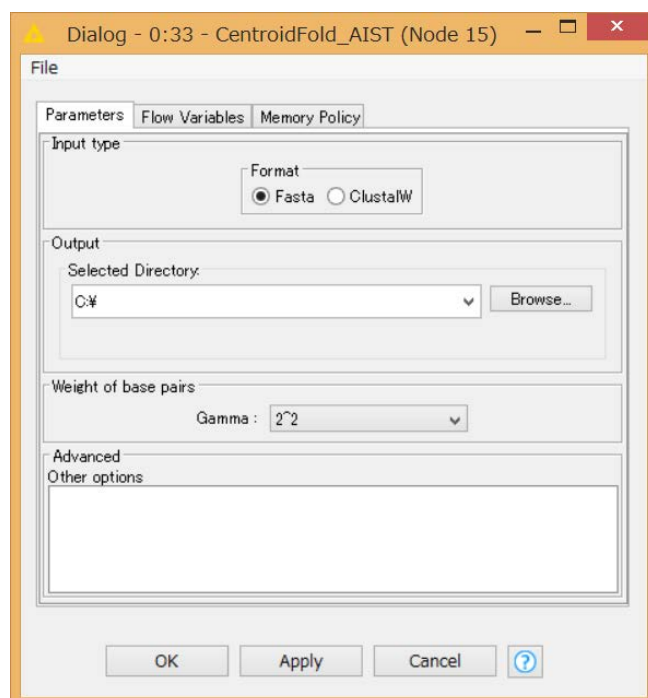 Dialog - 0:33 - CentroidFold_AIST (Node 15)
File
Parameters Flow Variables Memory Policy
Input type
Format
Fasta ClustalW
Output
Selected Directory:
C:¥ Browse...
Weight of base pairs
Gamma : 2^2
Advanced
Other options
OK Apply Cancel ?